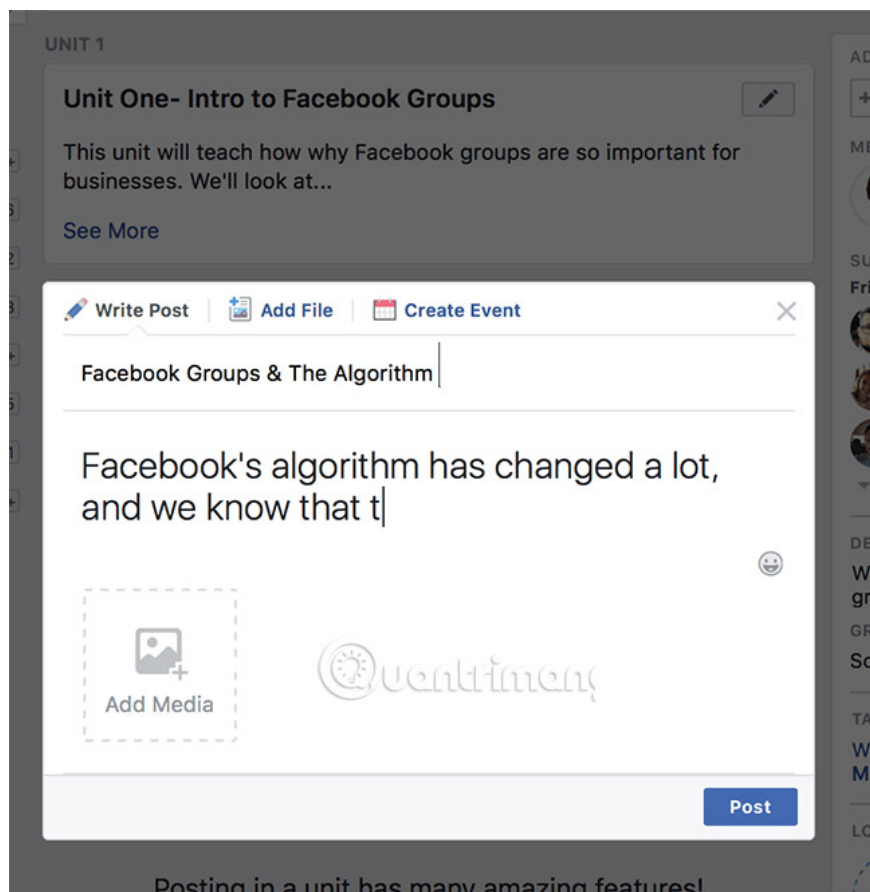 UNIT 1
Unit One- Intro to Facebook Groups
This unit will teach how why Facebook groups are so important for
businesses. We'll look at...
See More
Write Post
Add File
Create Event
Facebook Groups & The Algorithm
Facebook's algorithm has changed a lot,
and we know that t
Add Media
Quantrimang
Post
Posting in a unit has many amazing features!